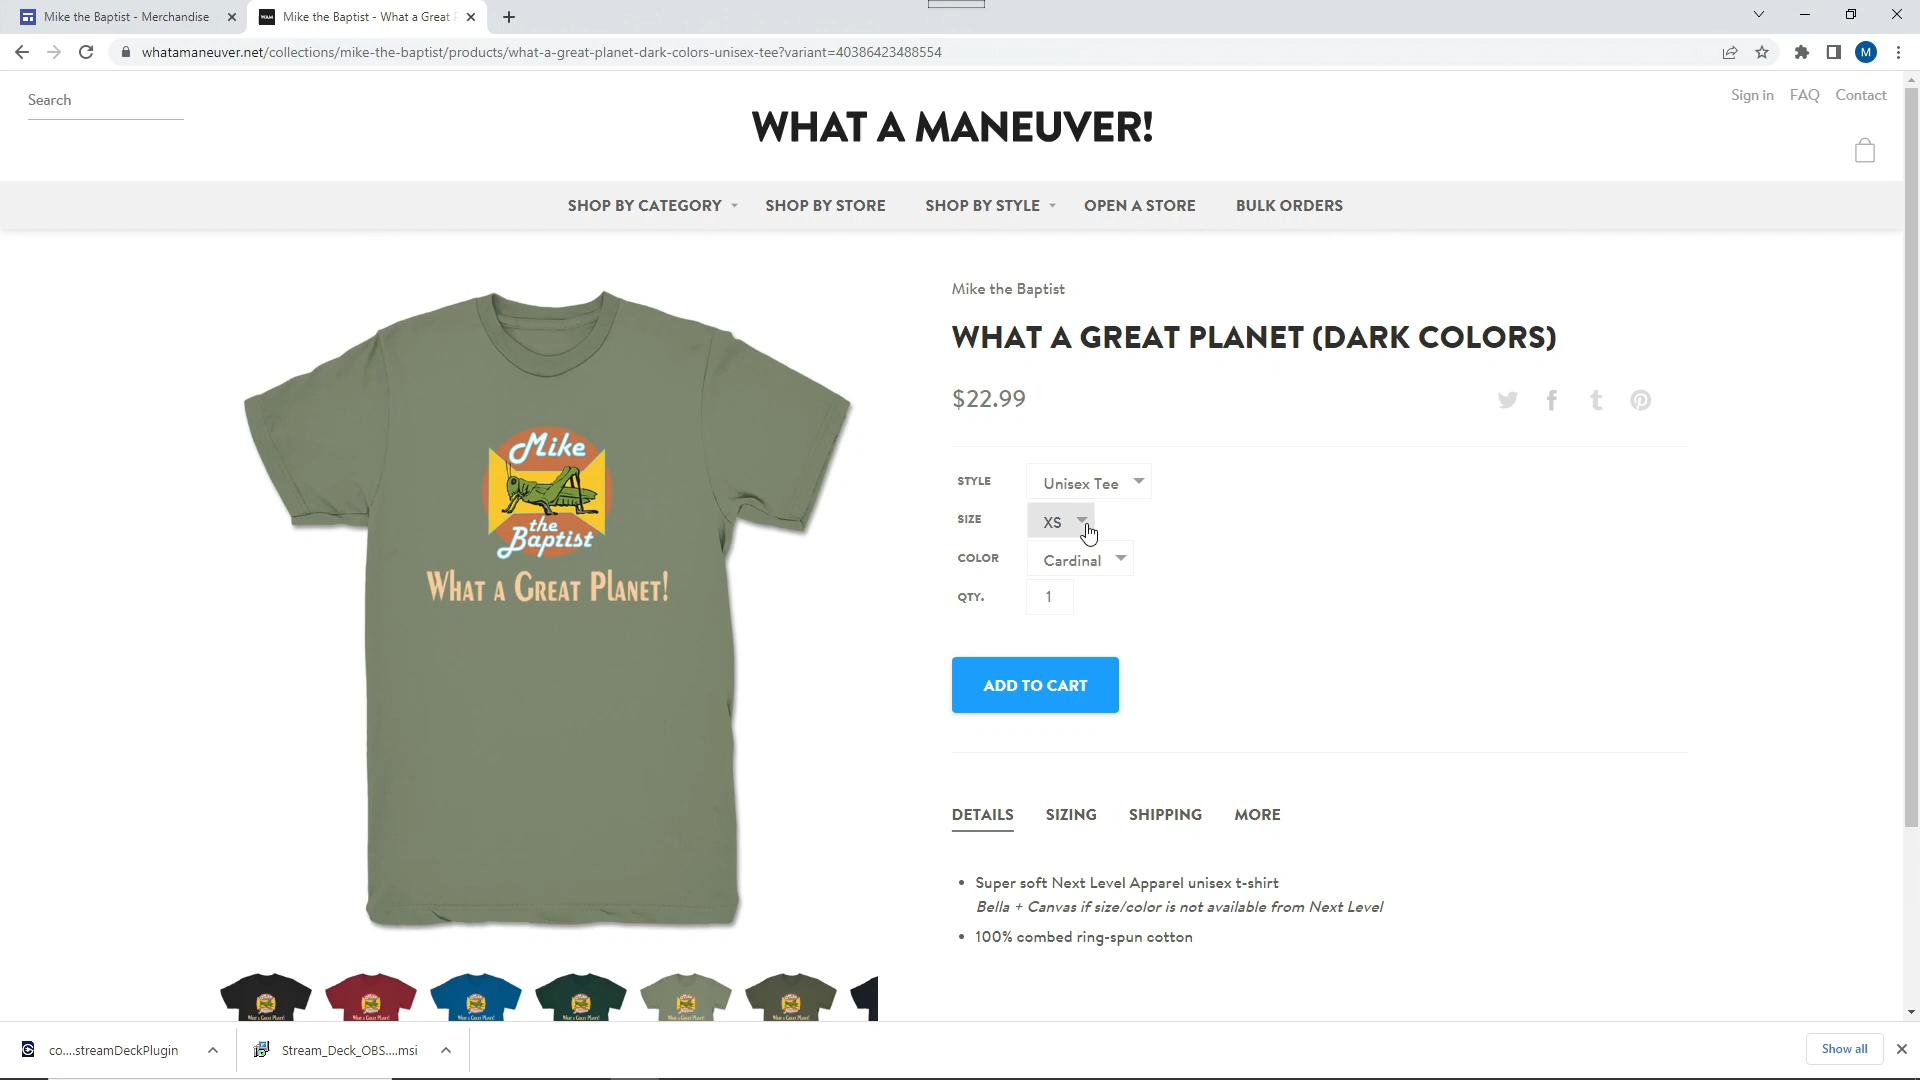 Mike the Baptist - Merchandise
Mike the Baptist - What a Great
whatamaneuver.net/collections/mike-the-baptist/products/what-a-great-planet-dark-colors-unisex-tee?variant=40386423488554
M
Search
Sign in FAQ Contact
WHAT A MANEUVER!
SHOP BY CATEGORY SHOP BY STORE SHOP BY STYLE OPEN A STORE BULK ORDERS
Mike the Baptist
WHAT A GREAT PLANET (DARK COLORS)
$22.99
STYLE Unisex Tee
SIZE XS
COLOR Cardinal
QTY. 1
ADD TO CART
Mike
the
Baptist
WHAT A GREAT PLANET!
DETAILS SIZING SHIPPING MORE
• Super soft Next Level Apparel unisex t-shirt
Bella + Canvas if size/color is not available from Next Level
• 100% combed ring-spun cotton
co....streamDeckPlugin
Stream_Deck_OBS....msi
Show all